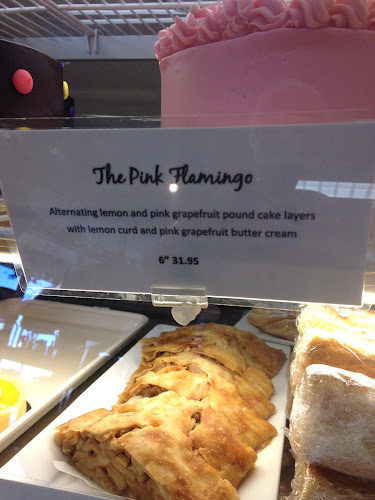 The Pink Flamingo
Alternating lemon and pink grapefruit pound cake layers
with lemon curd and pink grapefruit butter cream
6" 31.95